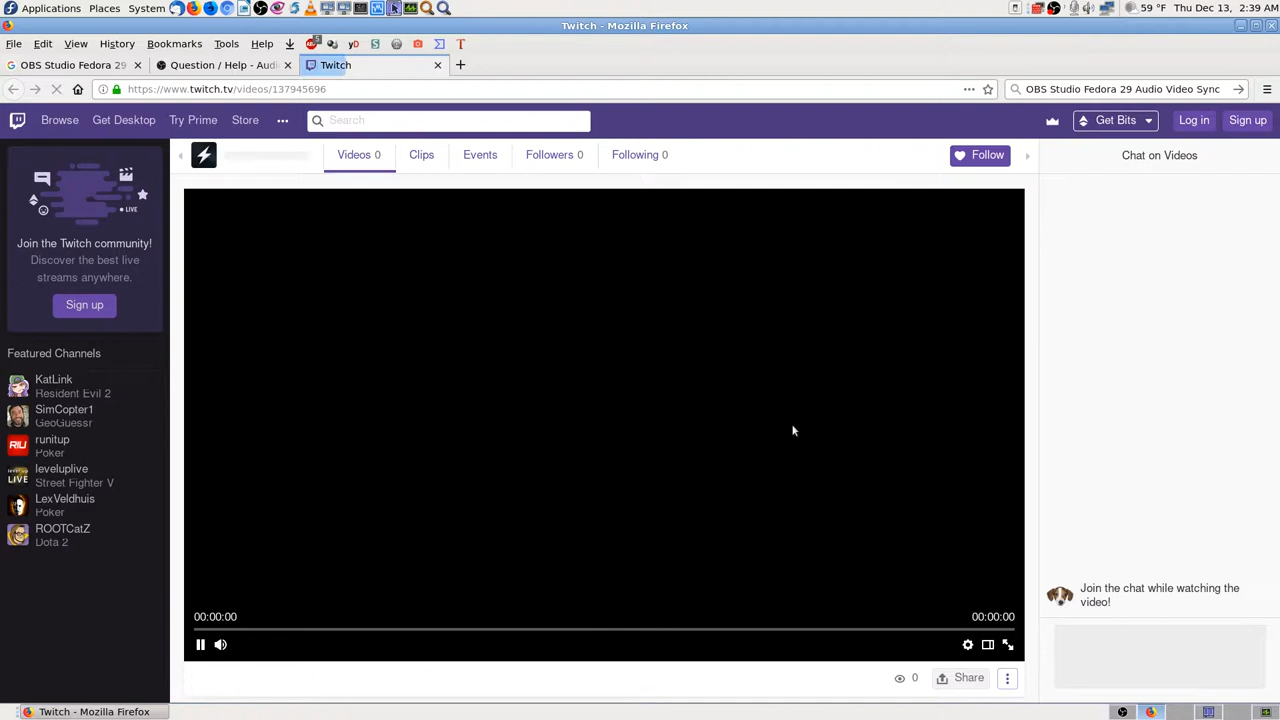 Applications Places System 59 °F Thu Dec 13, 2:39 AM
Twitch - Mozilla Firefox
File Edit View History Bookmarks Tools Help
OBS Studio Fedora 29 Question / Help - Audi Twitch
https://www.twitch.tv/videos/137945696 OBS Studio Fedora 29 Audio Video Sync
Browse Get Desktop Try Prime Store Search Get Bits Log in Sign up
Videos 0 Clips Events Followers 0 Following 0 Follow Chat on Videos
LIVE
Join the Twitch community!
Discover the best live
streams anywhere.
Sign up
Featured Channels
KatLink
Resident Evil 2
SimCopter1
GeoGuessr
runitup
Poker
leveluplive
Street Fighter V
LexVeldhuis
Poker
ROOTCatZ
Dota 2
00:00:00 00:00:00
0 Share
Join the chat while watching the
video!
Twitch - Mozilla Firefox